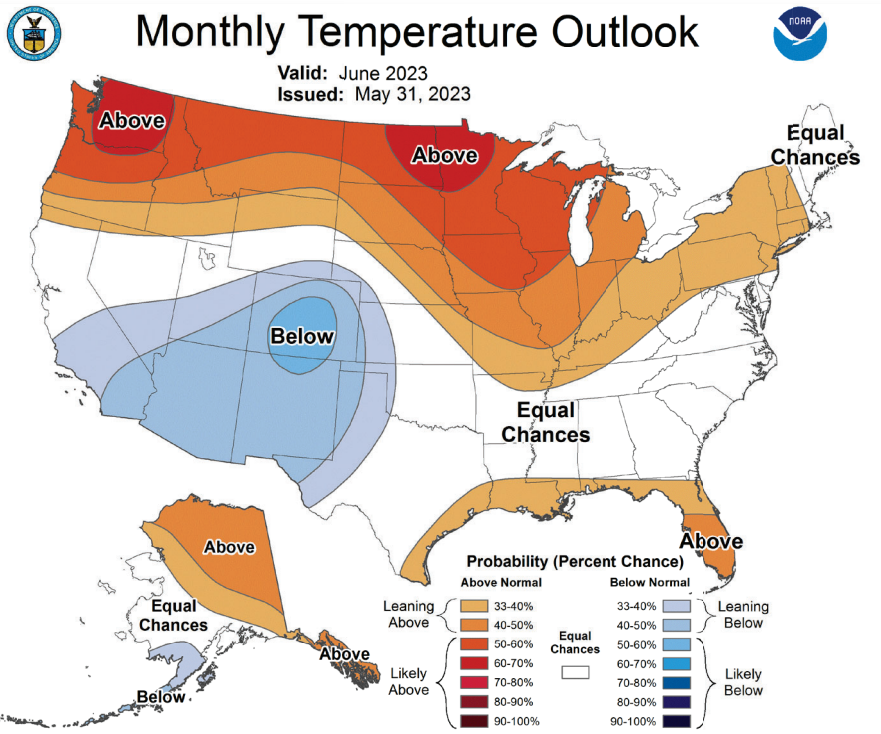 Monthly Temperature Outlook
NOAA
Valid: June 2023
Issued: May 31, 2023
Above
Above
Equal
Chances
Below
Equal
Chances
Above
Above
Equal
Chances
Above
Below
Probability (Percent Chance)
Above Normal
Below Normal
Leaning
Above
33-40%
40-50%
Likely
Above
50-60%
60-70%
70-80%
80-90%
90-100%
Equal
Chances
33-40%
40-50%
Leaning
Below
50-60%
60-70%
70-80%
80-90%
90-100%
Likely
Below